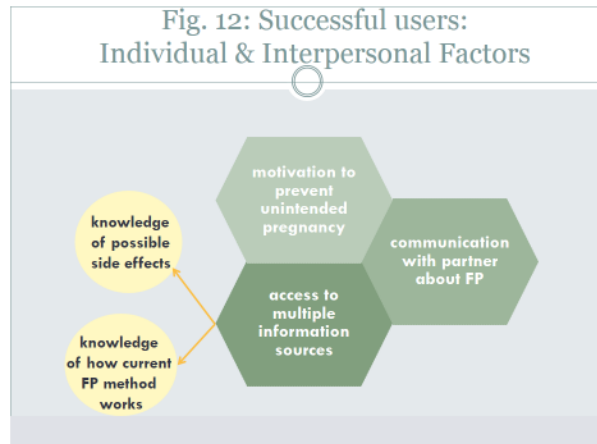 Fig. 12: Successful users:
Individual & Interpersonal Factors
motivation to
prevent
unintended
pregnancy
knowledge
of possible
side effects
communication
with partner
about FP
access to
multiple
information
sources
knowledge
of how current
FP method
works